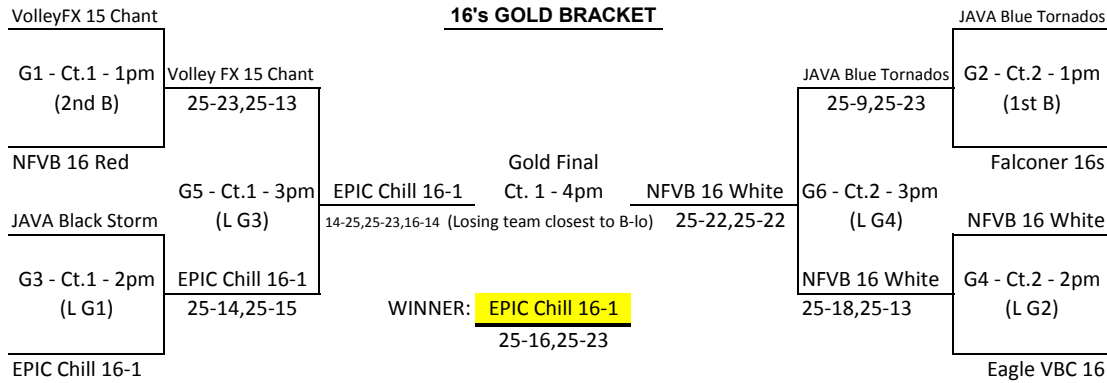 VolleyFX 15 Chant
16's GOLD BRACKET
JAVA Blue Tornados
G1 - Ct.1 - 1pm
(2nd B)
Volley FX 15 Chant
25-23,25-13
JAVA Blue Tornados
25-9,25-23
G2 - Ct.2 - 1pm
(1st B)
NFVB 16 Red
Falconer 16s
Gold Final
G5 - Ct.1 - 3pm
(L G3)
EPIC Chill 16-1
Ct. 1 - 4pm
NFVB 16 White
G6 - Ct.2 - 3pm
(L G4)
14-25,25-23,16-14 (Losing team closest to B-lo)
25-22,25-22
JAVA Black Storm
NFVB 16 White
G3 - Ct.1 - 2pm
(L G1)
EPIC Chill 16-1
25-14,25-15
WINNER: EPIC Chill 16-1
25-16,25-23
NFVB 16 White
25-18,25-13
G4 - Ct.2 - 2pm
(L G2)
EPIC Chill 16-1
Eagle VBC 16